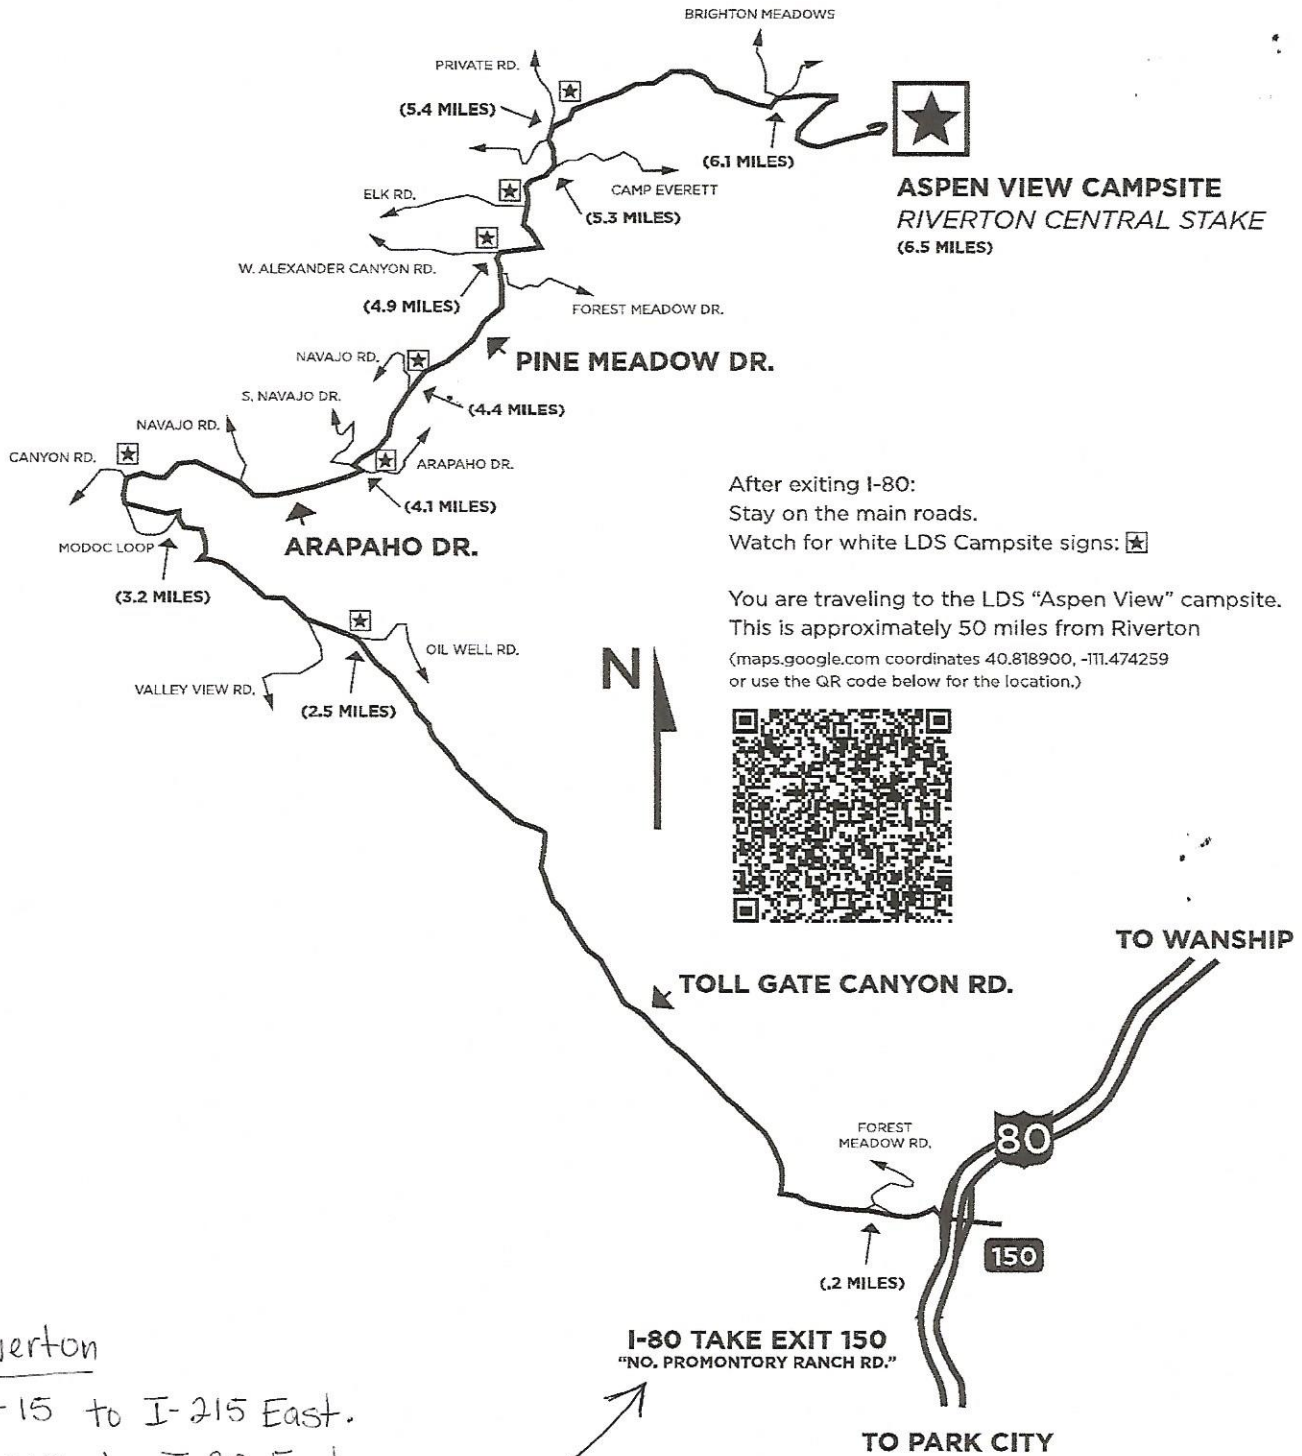 BRIGHTON MEADOWS
PRIVATE RD.
(5.4 MILES)
(6.1 MILES)
CAMP EVERETT
ELK RD.
(5.3 MILES)
ASPEN VIEW CAMPSITE
RIVERTON CENTRAL STAKE
(6.5 MILES)
W. ALEXANDER CANYON RD.
(4.9 MILES)
FOREST MEADOW DR.
NAVAJO RD.
PINE MEADOW DR.
S. NAVAJO DR.
(4.4 MILES)
NAVAJO RD.
CANYON RD.
ARAPAHO DR.
(4.1 MILES)
MODOC LOOP
ARAPAHO DR.
(3.2 MILES)
After exiting I-80:
Stay on the main roads.
Watch for white LDS Campsite signs:
You are traveling to the LDS "Aspen View" campsite.
This is approximately 50 miles from Riverton
(maps.google.com coordinates 40.818900, -111.474259
or use the QR code below for the location.)
OIL WELL RD.
VALLEY VIEW RD.
(2.5 MILES)
N
TO WANSHIP
TOLL GATE CANYON RD.
FOREST
MEADOW RD.
80
150
(.2 MILES)
I-80 TAKE EXIT 150
"NO. PROMONTORY RANCH RD."
TO PARK CITY
verton
-15 to I-215 East.
to I-80 East